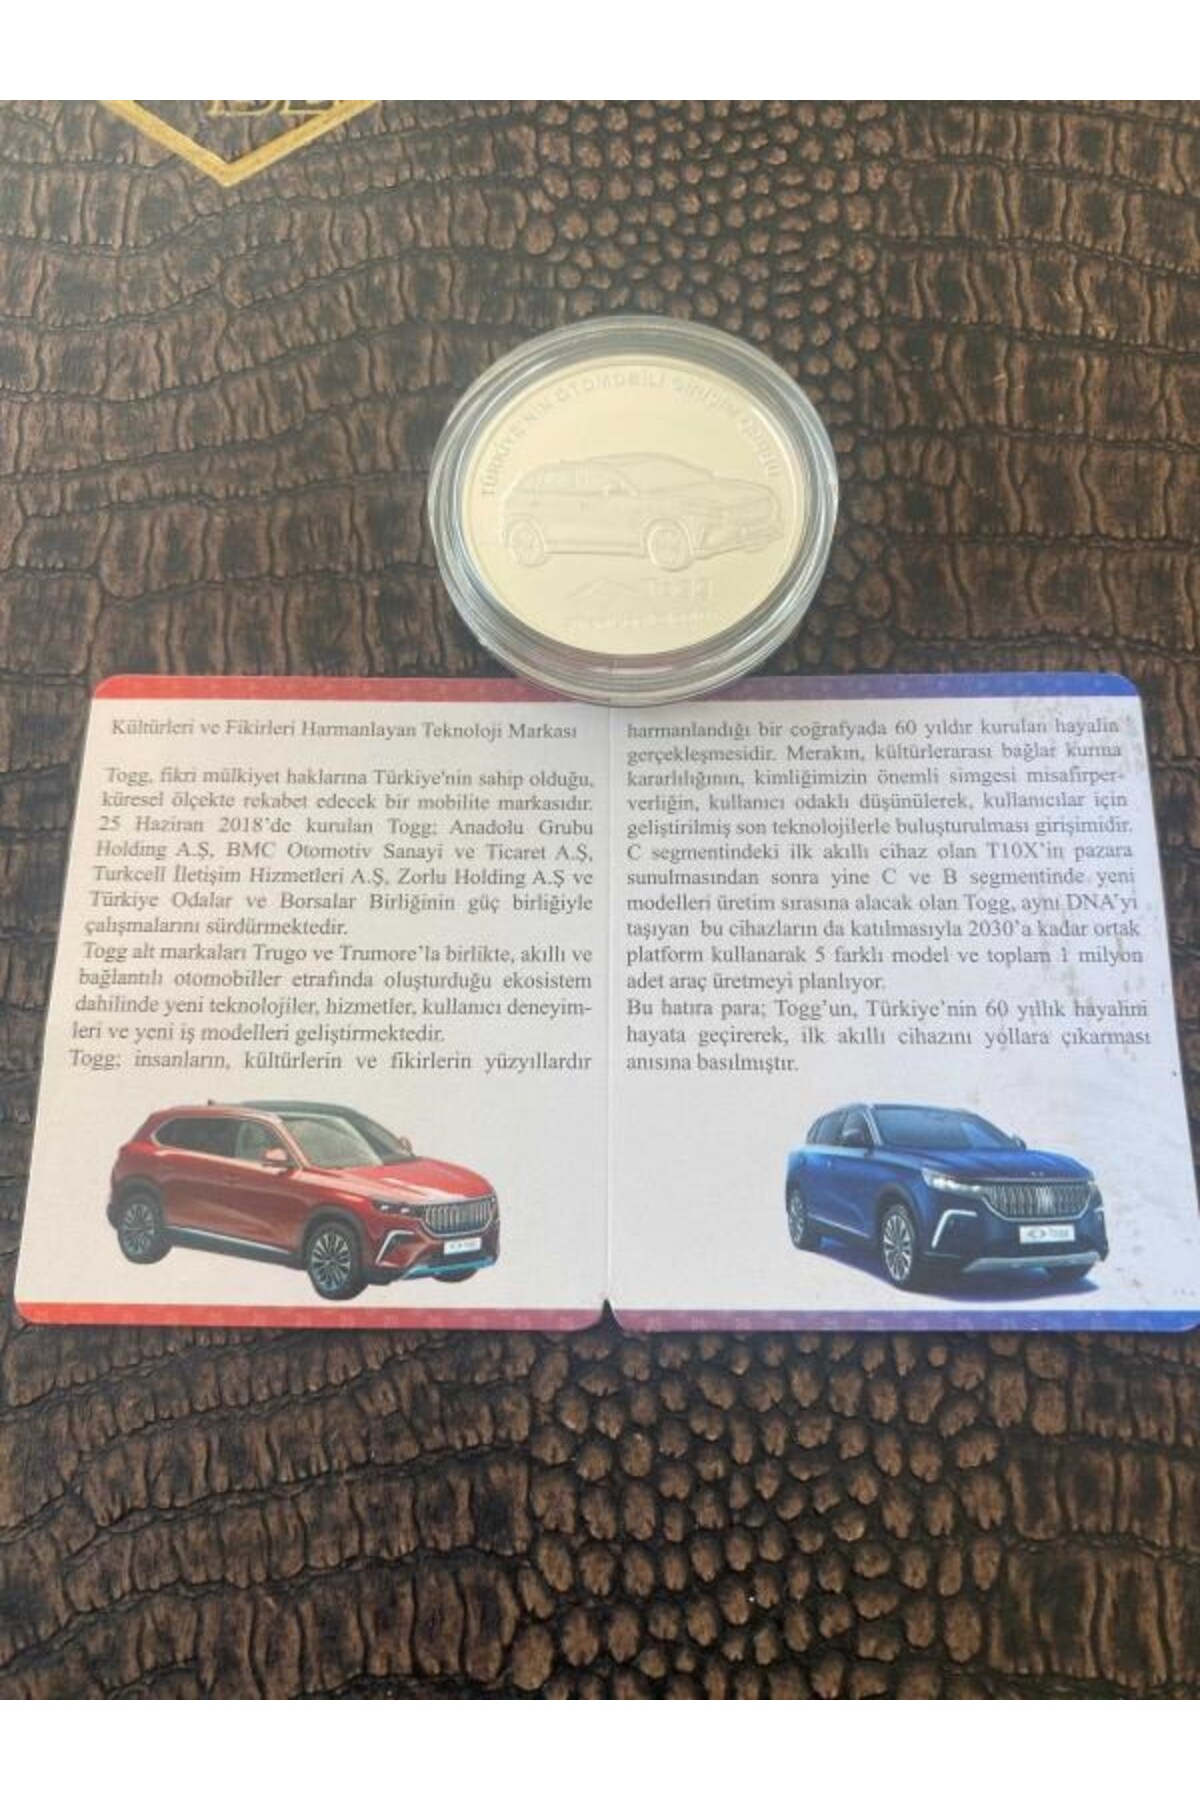 TÜRKİYE'NİN OTOMOBİLİ GİRİŞİM GRUBU
Togg
Kültürleri ve Fikirleri Harmanlayan Teknoloji Markası
Togg, fikri mülkiyet haklarına Türkiye'nin sahip olduğu,
küresel ölçekte rekabet edecek bir mobilite markasıdır.
25 Haziran 2018'de kurulan Togg; Anadolu Grubu
Holding A.Ş, BMC Otomotiv Sanayi ve Ticaret A.Ş,
Turkcell İletişim Hizmetleri A.Ş, Zorlu Holding A.Ş ve
Türkiye Odalar ve Borsalar Birliğinin güç birliğiyle
çalışmalarını sürdürmektedir.
Togg alt markaları Trugo ve Trumore'la birlikte, akıllı ve
bağlantılı otomobiller etrafında oluşturduğu ekosistem
dahilinde yeni teknolojiler, hizmetler, kullanıcı deneyim-
leri ve yeni iş modelleri geliştirmektedir.
Togg; insanların, kültürlerin ve fikirlerin yüzyıllardır
harmanlandığı bir coğrafyada 60 yıldır kurulan hayalin
gerçekleşmesidir. Merakın, kültürlerarası bağlar kurma
kararlılığının, kimliğimizin önemli simgesi misafirper-
verliğin, kullanıcı odaklı düşünülerek, kullanıcılar için
geliştirilmiş son teknolojilerle buluşturulması girişimidir.
C segmentindeki ilk akıllı cihaz olan T10X'in pazara
sunulmasından sonra yine C ve B segmentinde yeni
modelleri üretim sırasına alacak olan Togg, aynı DNA'yı
taşıyan bu cihazların da katılmasıyla 2030'a kadar ortak
platform kullanarak 5 farklı model ve toplam 1 milyon
adet araç üretmeyi planlıyor.
Bu hatıra para; Togg'un, Türkiye'nin 60 yıllık hayalini
hayata geçirerek, ilk akıllı cihazını yollara çıkarması
anısına basılmıştır.
Togg
Togg